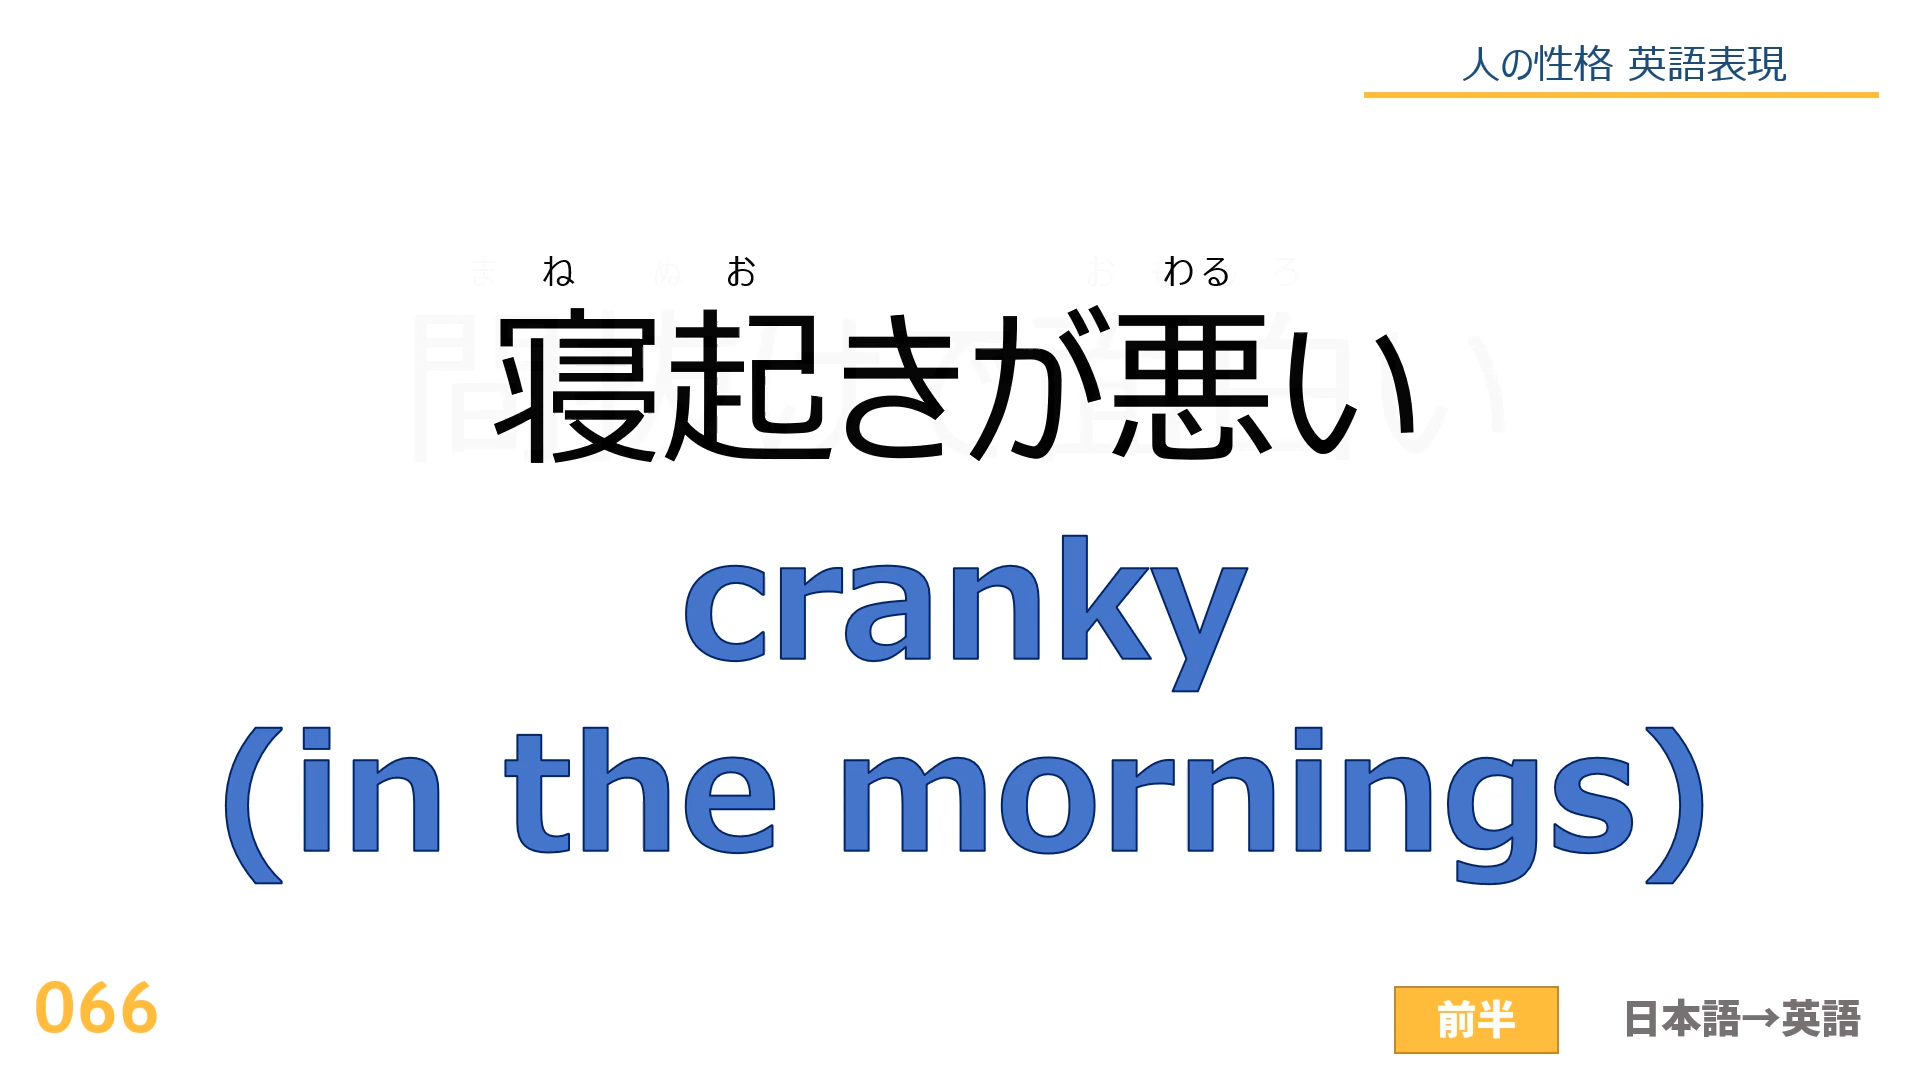 人の性格 英語表現
ね お わる
寝起きが悪い
cranky
(in the mornings)
066
前半
日本語→英語